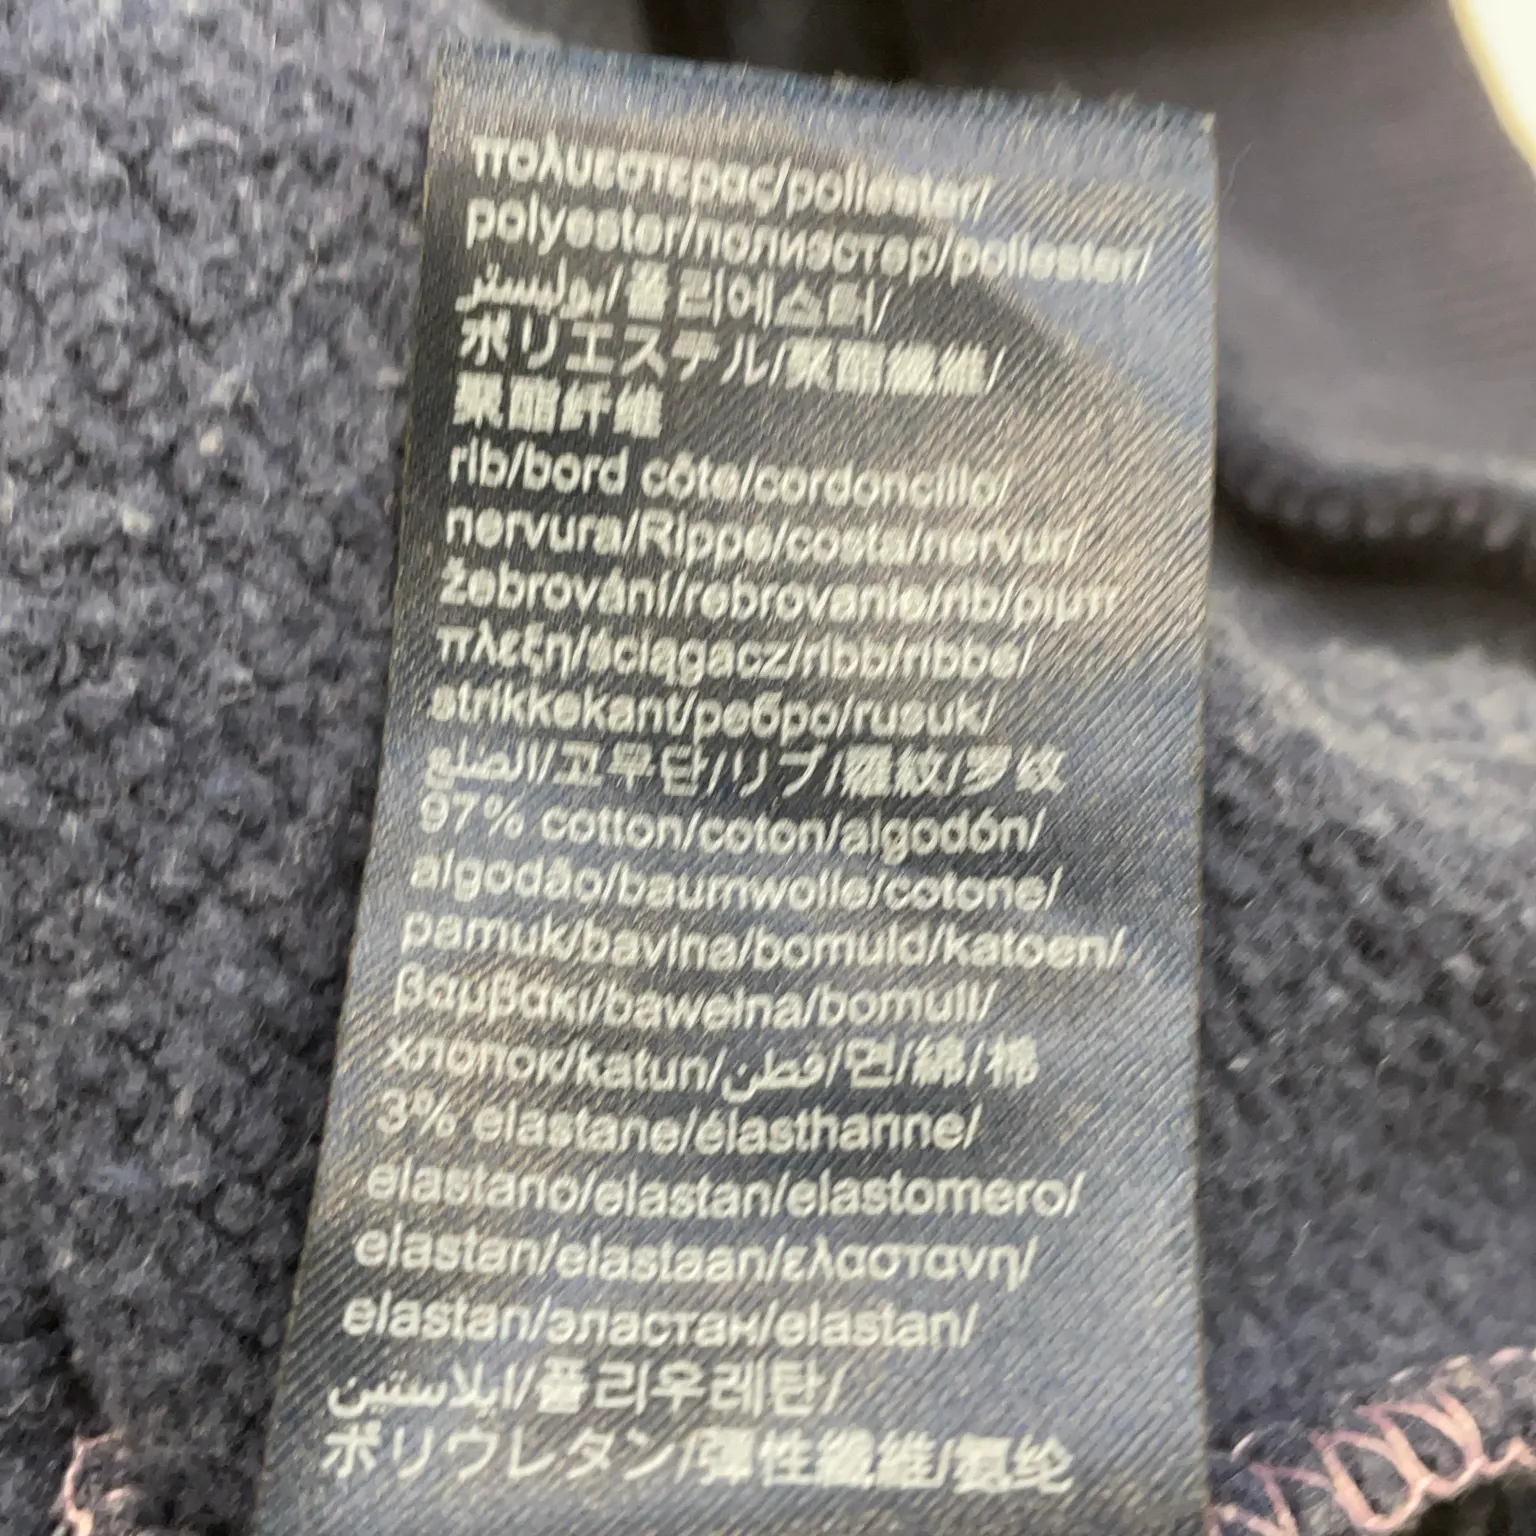 πολυεστερας/poliester/
polyester/полиэстер/poliester/
بوليستر/폴리에스터/
ポリエステル/聚酯纖維/
聚酯纤维
rib/bord côte/cordoncillo/
nervura/Rippe/costa/nervur/
žebrování/rebrovanie/rib/ριμπ
πλεξη/ściągacz/ribb/ribbe/
strikkekant/ребро/rusuk/
الضلع/고무단/リブ/羅紋/罗纹
97% cotton/coton/algodón/
algodão/baumwolle/cotone/
pamuk/bavlna/bomuld/katoen/
βαμβακι/bawełna/bomull/
хлопок/katun/قطن/면/綿/棉
3% elastane/élasthanne/
elastano/elastan/elastomero/
elastan/elastaan/ελαστανη/
elastan/эластан/elastan/
ايلاستين/폴리우레탄/
ポリウレタン/彈性纖維/氨纶